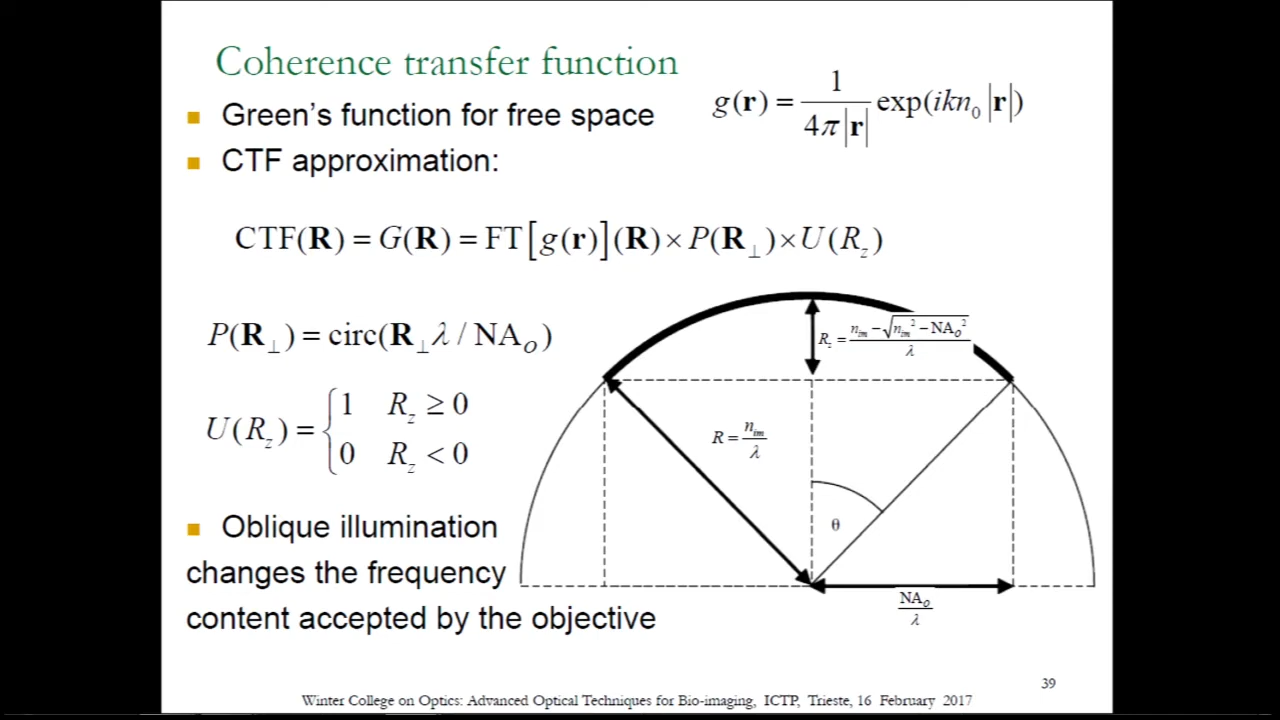 Coherence transfer function
■ Green's function for free space
g(𝐫) = 1 / 4π|𝐫| exp(ikn₀|𝐫|)
■ CTF approximation:
CTF(𝐑) = G(𝐑) = FT[g(𝐫)](𝐑) × P(𝐑⊥) × U(R_z)
P(𝐑⊥) = circ(𝐑⊥λ / NA_O)
R_z = (n_im − √(n_im² − NA_O²)) / λ
U(R_z) = { 1 R_z ≥ 0
0 R_z < 0
R = n_im / λ
θ
■ Oblique illumination
changes the frequency
content accepted by the objective
NA_O / λ
39
Winter College on Optics: Advanced Optical Techniques for Bio-imaging, ICTP, Trieste, 16 February 2017